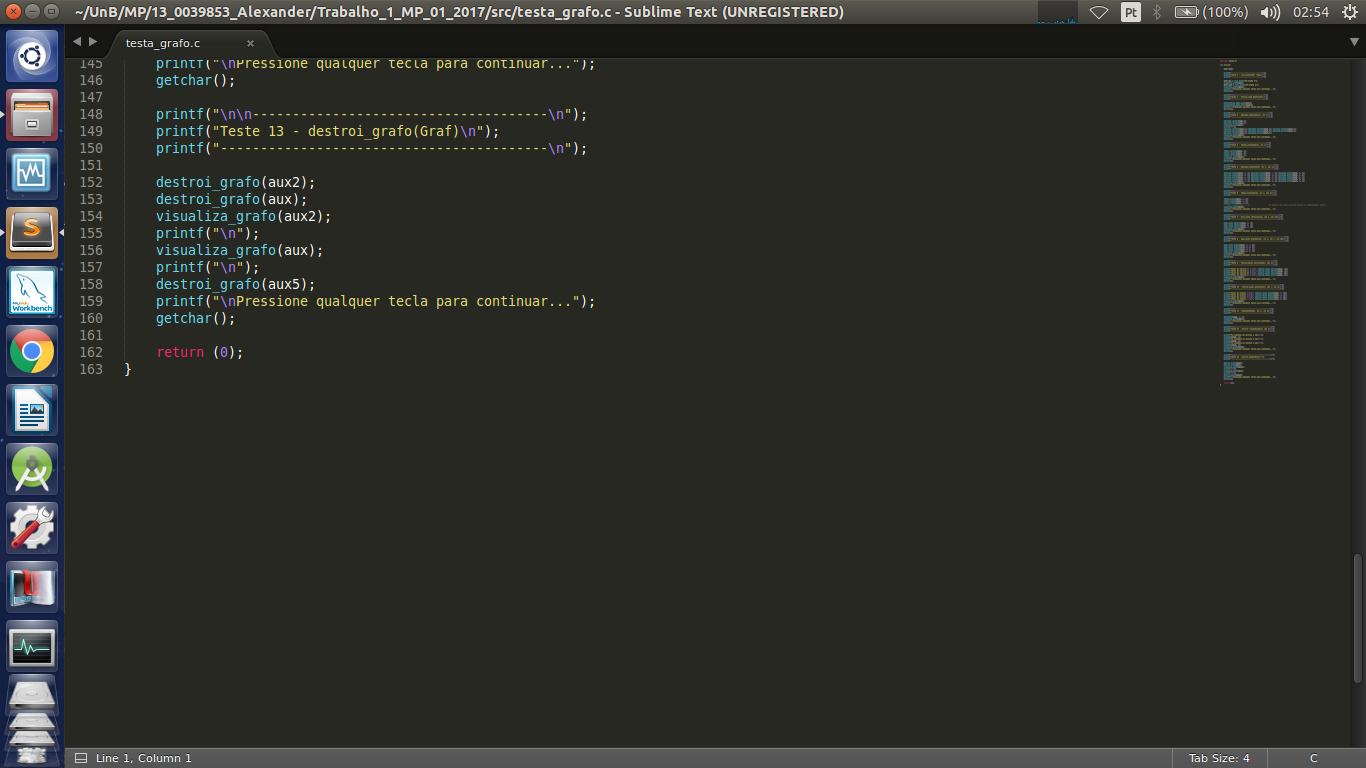 ~/UnB/MP/13_0039853_Alexander/Trabalho_1_MP_01_2017/src/testa_grafo.c - Sublime Text (UNREGISTERED)
Pt (100%) 02:54
testa_grafo.c ×
145 printf("\nPressione qualquer tecla para continuar...");
146 getchar();
147
148 printf("\n\n-------------------------------------\n");
149 printf("Teste 13 - destroi_grafo(Graf)\n");
150 printf("-----------------------------------------\n");
151
152 destroi_grafo(aux2);
153 destroi_grafo(aux);
154 visualiza_grafo(aux2);
155 printf("\n");
156 visualiza_grafo(aux);
157 printf("\n");
158 destroi_grafo(aux5);
159 printf("\nPressione qualquer tecla para continuar...");
160 getchar();
161
162 return (0);
163 }
MySQL
Workbench
Line 1, Column 1
Tab Size: 4
C